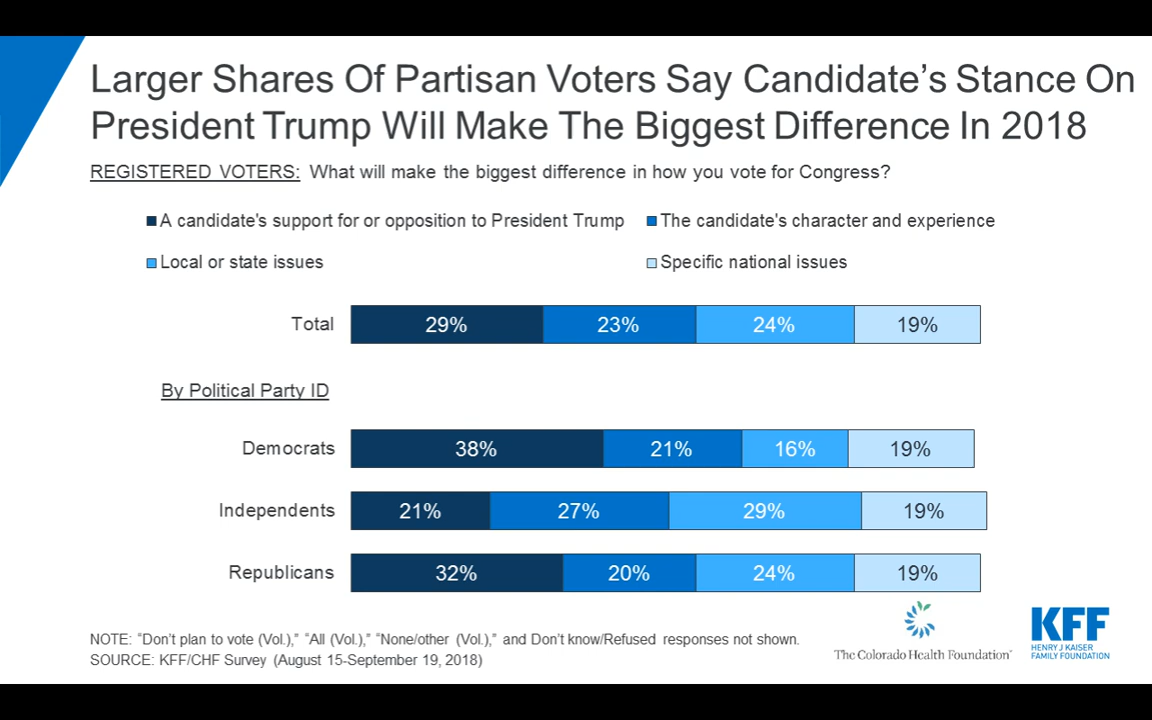 Larger Shares Of Partisan Voters Say Candidate’s Stance On
President Trump Will Make The Biggest Difference In 2018
REGISTERED VOTERS: What will make the biggest difference in how you vote for Congress?
A candidate's support for or opposition to President Trump
The candidate's character and experience
Local or state issues
Specific national issues
Total 29% 23% 24% 19%
By Political Party ID
Democrats 38% 21% 16% 19%
Independents 21% 27% 29% 19%
Republicans 32% 20% 24% 19%
NOTE: “Don’t plan to vote (Vol.),” “All (Vol.),” “None/other (Vol.),” and Don’t know/Refused responses not shown.
SOURCE: KFF/CHF Survey (August 15-September 19, 2018)
The Colorado Health Foundation™
KFF
HENRY J KAISER
FAMILY FOUNDATION